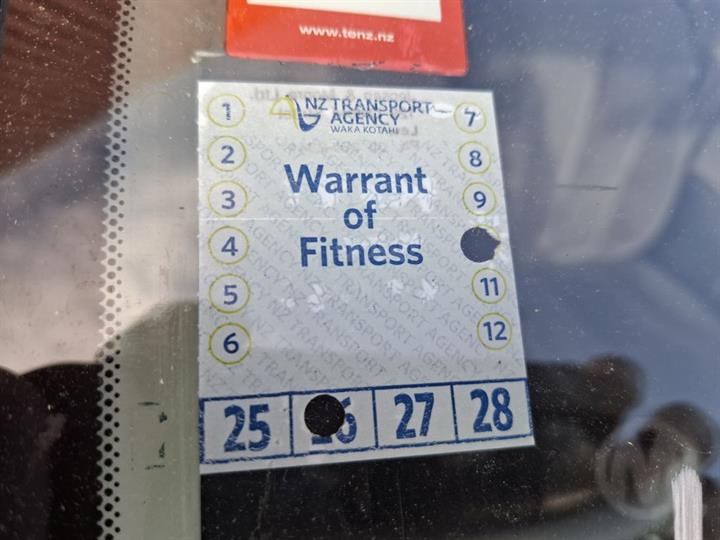 www.tenz.nz
NZ TRANSPORT
AGENCY
WAKA KOTAHI
Warrant
of
Fitness
1 7
2 8
3 9
4
5 11
6 12
25 6 27 28